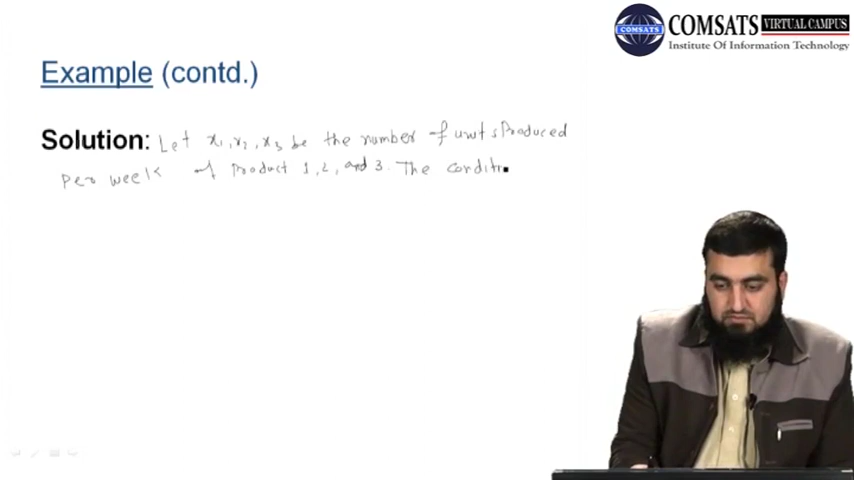 COMSATS VIRTUAL CAMPUS
COMSATS
Institute Of Information Technology
Example (contd.)
Solution: Let x1, x2, x3 be the number of units Produced
Per week of Product 1, 2, and 3. The conditi